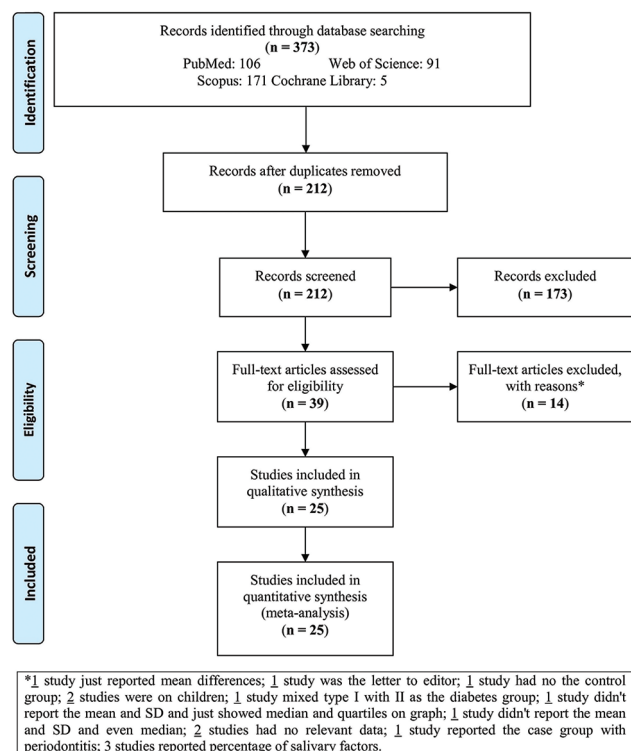 Identification
Records identified through database searching
(n = 373)
PubMed: 106 Web of Science: 91
Scopus: 171 Cochrane Library: 5
Records after duplicates removed
(n = 212)
Screening
Records screened
(n = 212)
Records excluded
(n = 173)
Eligibility
Full-text articles assessed
for eligibility
(n = 39)
Full-text articles excluded,
with reasons*
(n = 14)
Studies included in
qualitative synthesis
(n = 25)
Included
Studies included in
quantitative synthesis
(meta-analysis)
(n = 25)
*1 study just reported mean differences; 1 study was the letter to editor; 1 study had no the control
group; 2 studies were on children; 1 study mixed type I with II as the diabetes group; 1 study didn't
report the mean and SD and just showed median and quartiles on graph; 1 study didn't report the mean
and SD and even median; 2 studies had no relevant data; 1 study reported the case group with
periodontitis; 3 studies reported percentage of salivary factors.